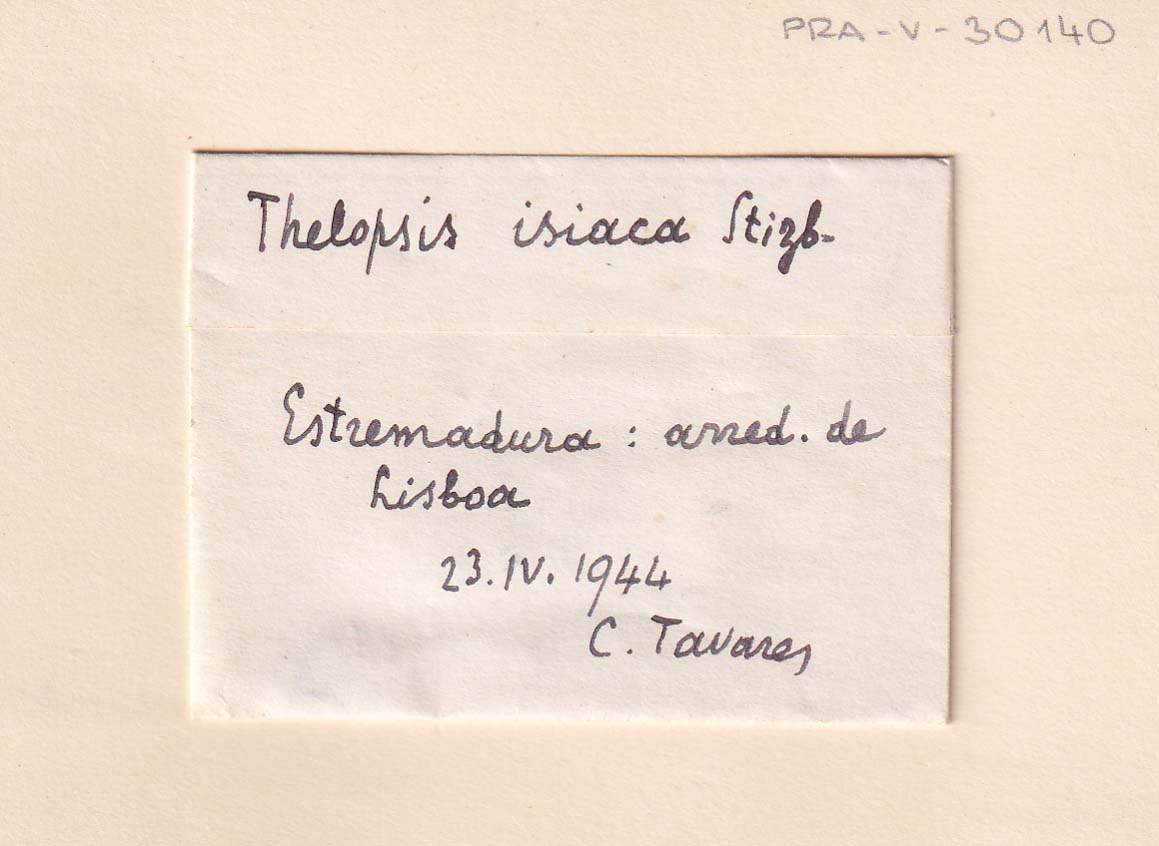 PRA-V-30140
Thelopsis isiaca Stizb.
Estremadura : arred. de
Lisboa
23.IV.1944
C. Tavares